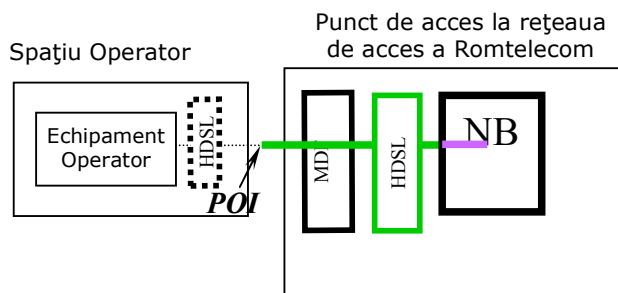 Punct de acces la reţeaua
de acces a Romtelecom
Spaţiu Operator
Echipament
Operator
HDSL
POI
MDF
HDSL
NB